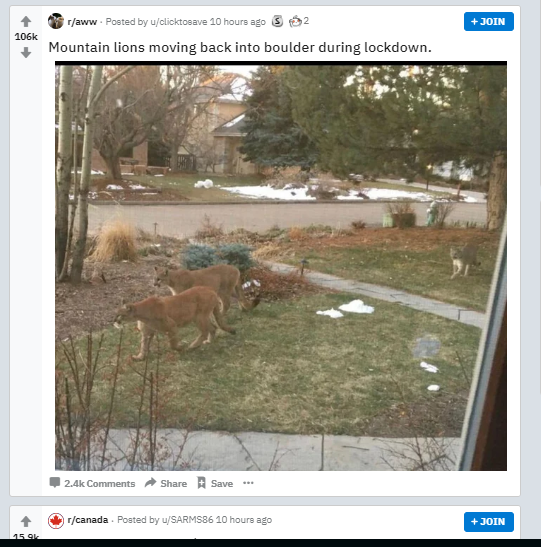 r/aww · Posted by u/clicktosave 10 hours ago S 2
+ JOIN
106k
Mountain lions moving back into boulder during lockdown.
2.4k Comments Share Save ···
r/canada · Posted by u/SARMS86 10 hours ago
+ JOIN
15.9k